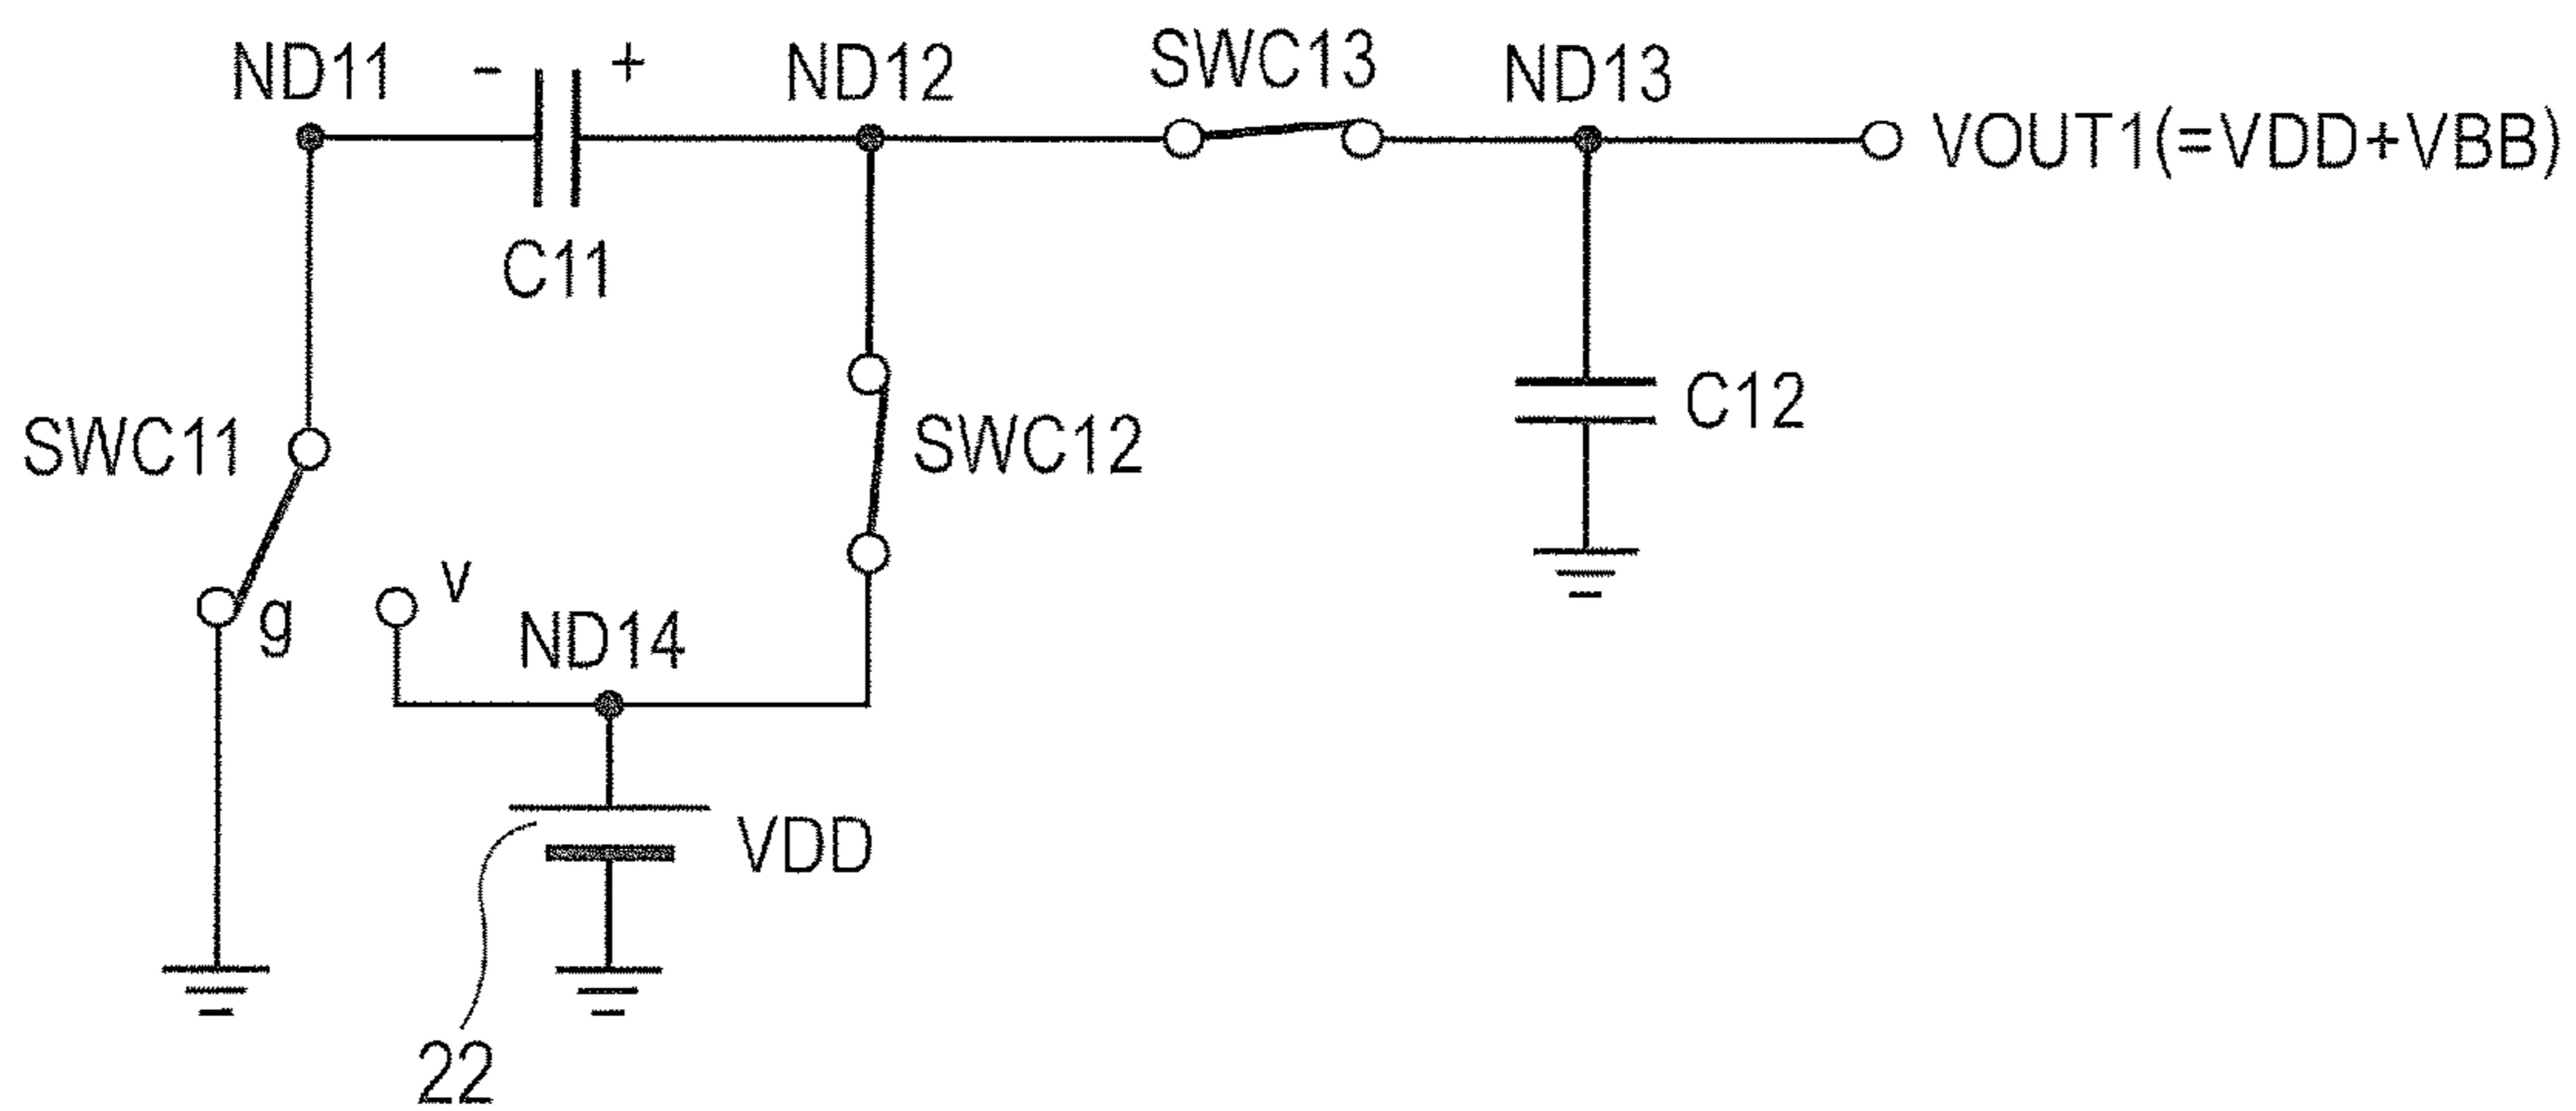 ND11
-
+
ND12
SWC13
ND13
VOUT1(=VDD+VBB)
C11
SWC11
SWC12
C12
g
v
ND14
VDD
22